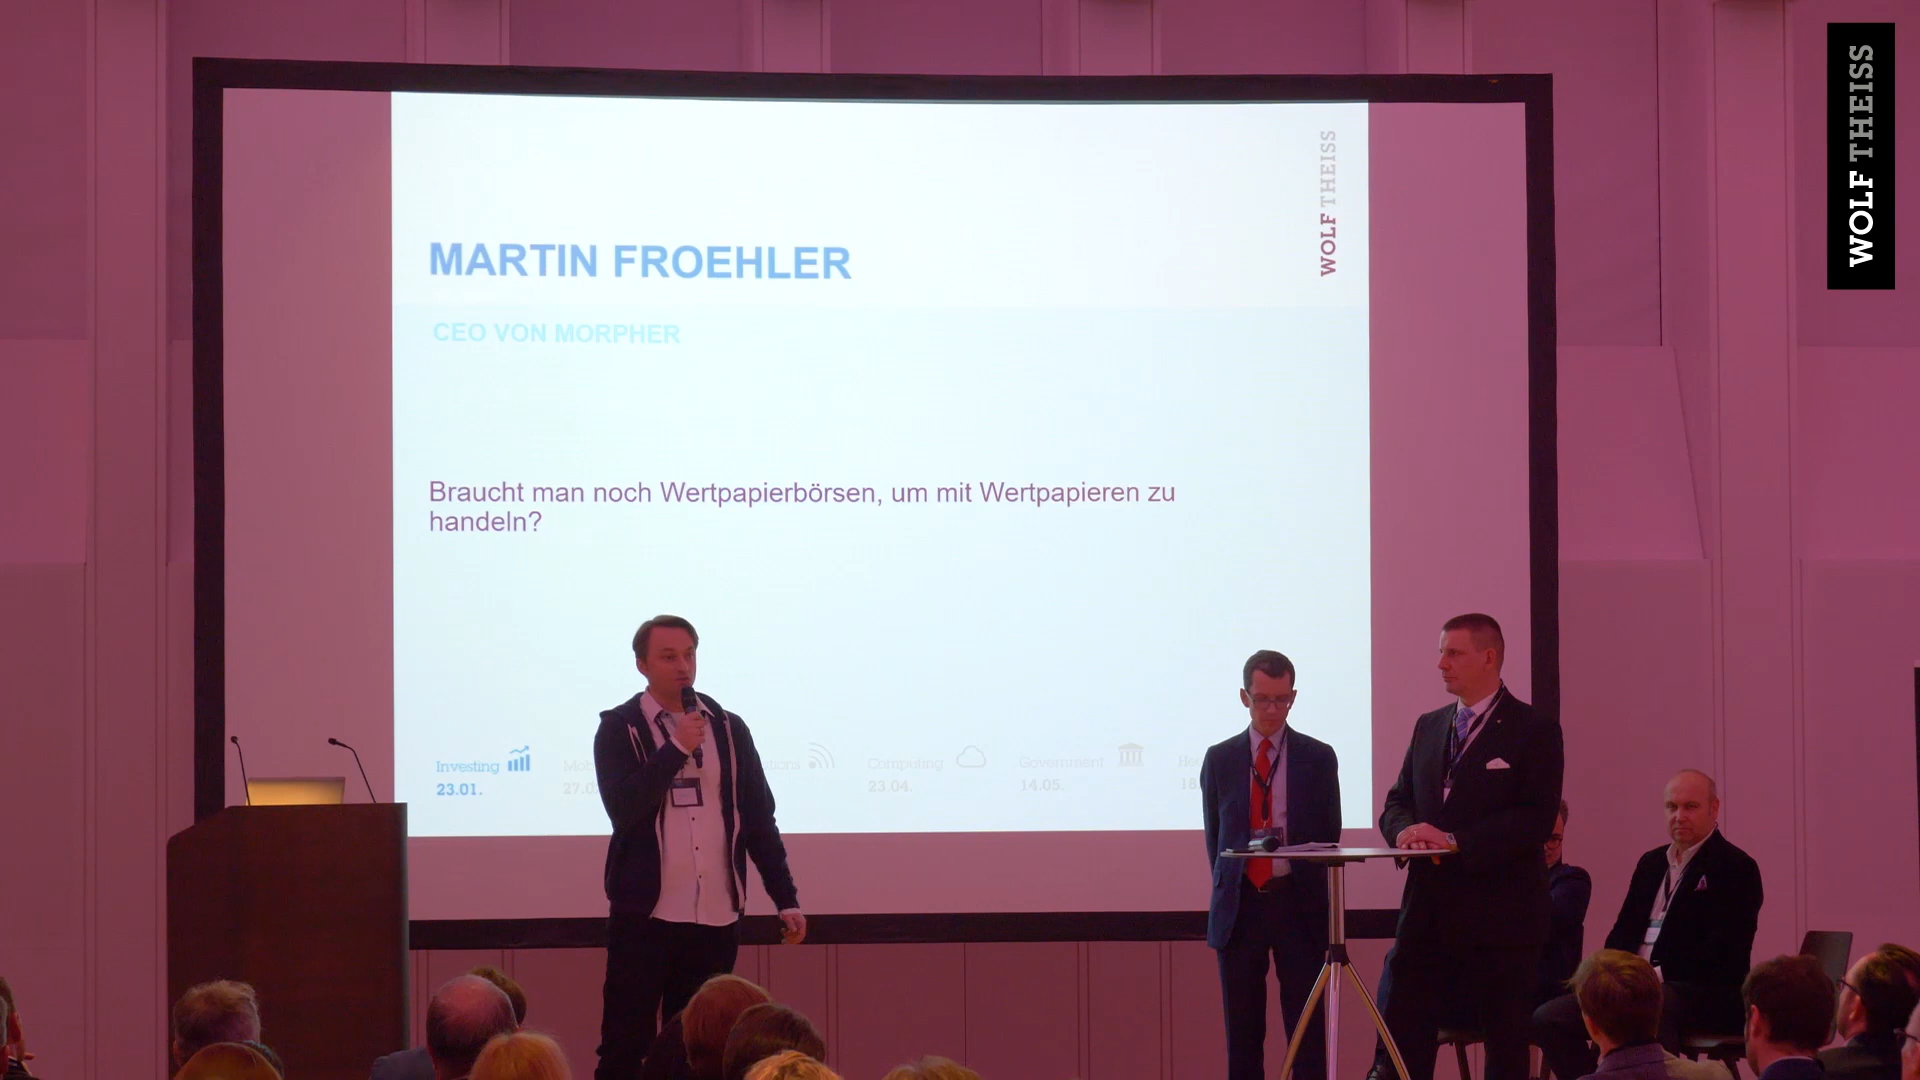 WOLF THEISS
WOLF THEISS
MARTIN FROEHLER
CEO VON MORPHER
Braucht man noch Wertpapierbörsen, um mit Wertpapieren zu
handeln?
Investing
23.01.
Computing
23.04.
Government
14.05.